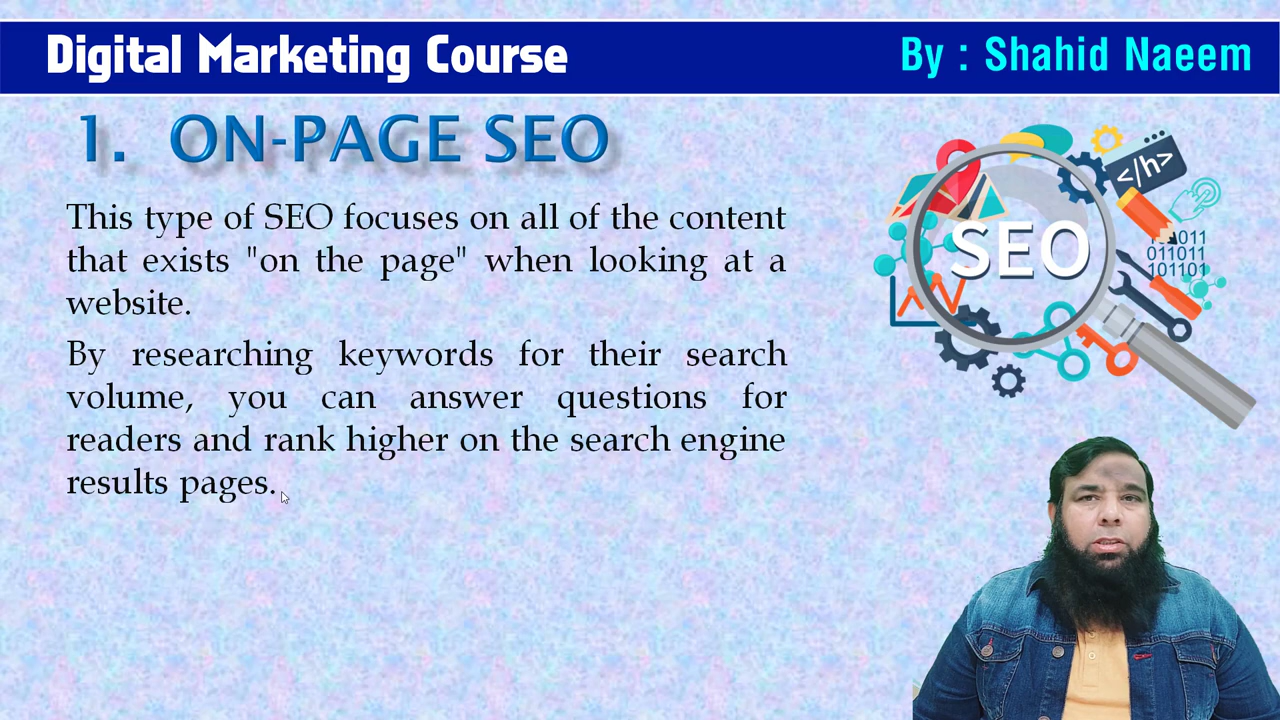 Digital Marketing Course
By : Shahid Naeem
1. ON-PAGE SEO
This type of SEO focuses on all of the content
that exists "on the page" when looking at a
website.
By researching keywords for their search
volume, you can answer questions for
readers and rank higher on the search engine
results pages.
</h>
SEO
011011
101101